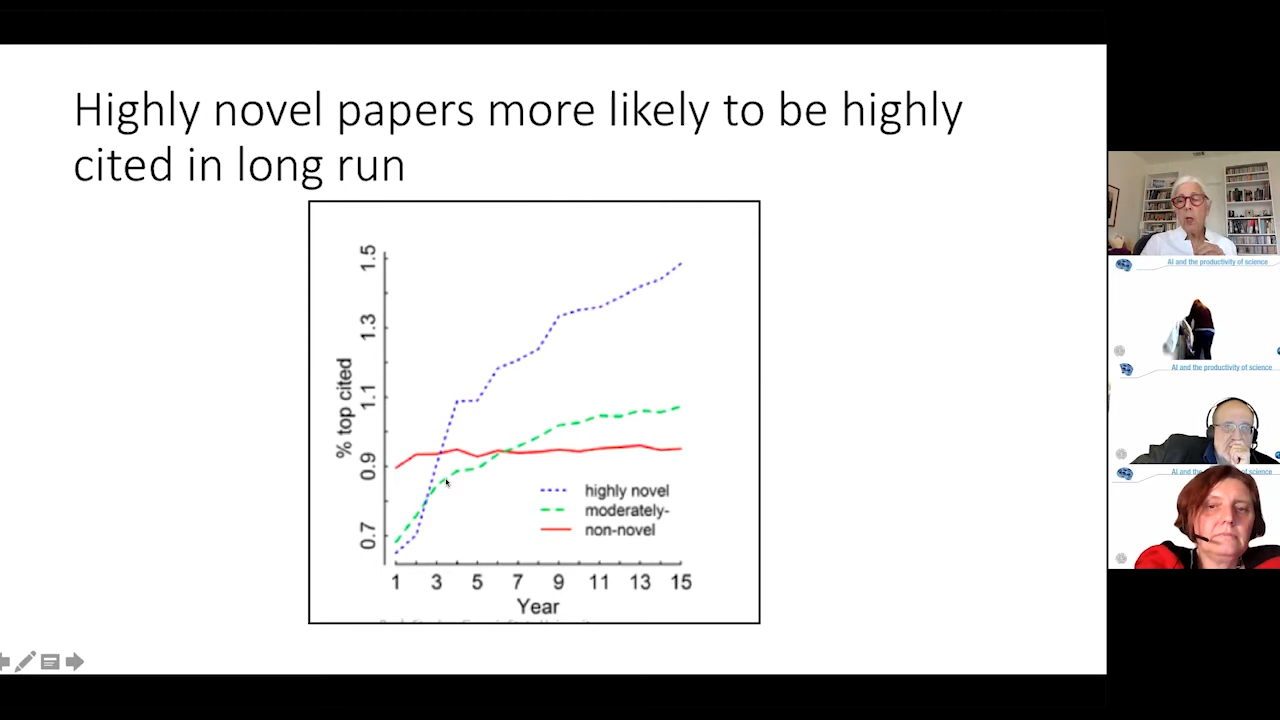 Highly novel papers more likely to be highly
cited in long run
1.5
1.3
1.1
0.9
0.7
% top cited
highly novel
moderately-
non-novel
1 3 5 7 9 11 13 15
Year
AI and the productivity of science
AI and the productivity of science
AI and the science